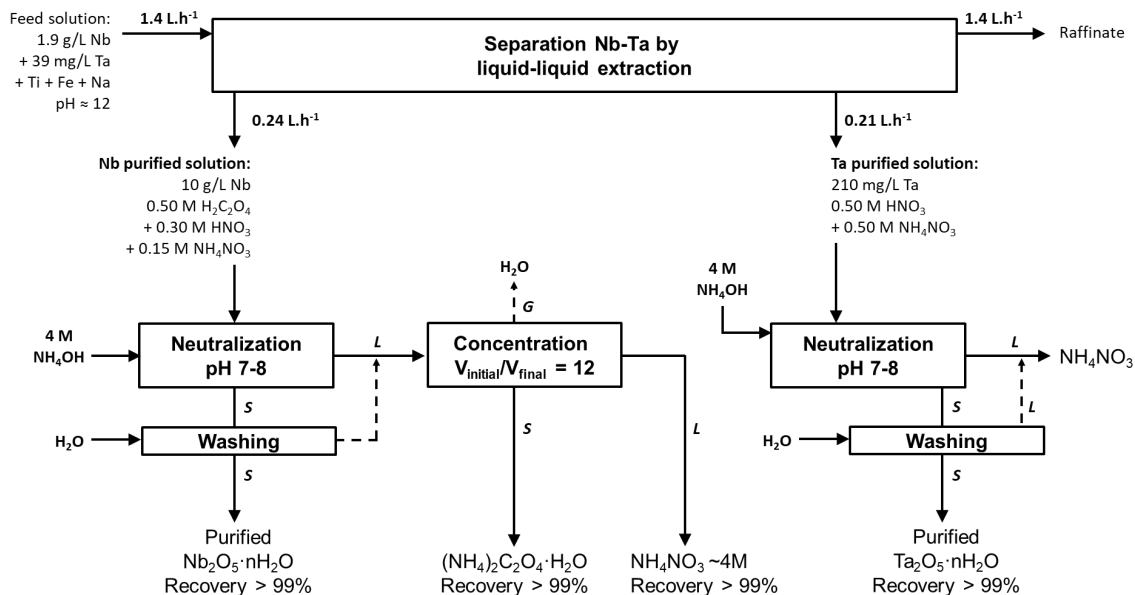 Feed solution:
1.9 g/L Nb
+ 39 mg/L Ta
+ Ti + Fe + Na
pH ≈ 12
1.4 L.h⁻¹
Separation Nb-Ta by
liquid-liquid extraction
1.4 L.h⁻¹
Raffinate
0.24 L.h⁻¹
0.21 L.h⁻¹
Nb purified solution:
10 g/L Nb
0.50 M H₂C₂O₄
+ 0.30 M HNO₃
+ 0.15 M NH₄NO₃
Ta purified solution:
210 mg/L Ta
0.50 M HNO₃
+ 0.50 M NH₄NO₃
4 M
NH₄OH
Neutralization
pH 7-8
L
H₂O
G
Concentration
V_initial/V_final = 12
4 M
NH₄OH
Neutralization
pH 7-8
L
NH₄NO₃
S
H₂O
Washing
S
S
L
S
L
H₂O
Washing
S
Purified
Nb₂O₅·nH₂O
Recovery > 99%
(NH₄)₂C₂O₄·H₂O
Recovery > 99%
NH₄NO₃ ~4M
Recovery > 99%
Purified
Ta₂O₅·nH₂O
Recovery > 99%